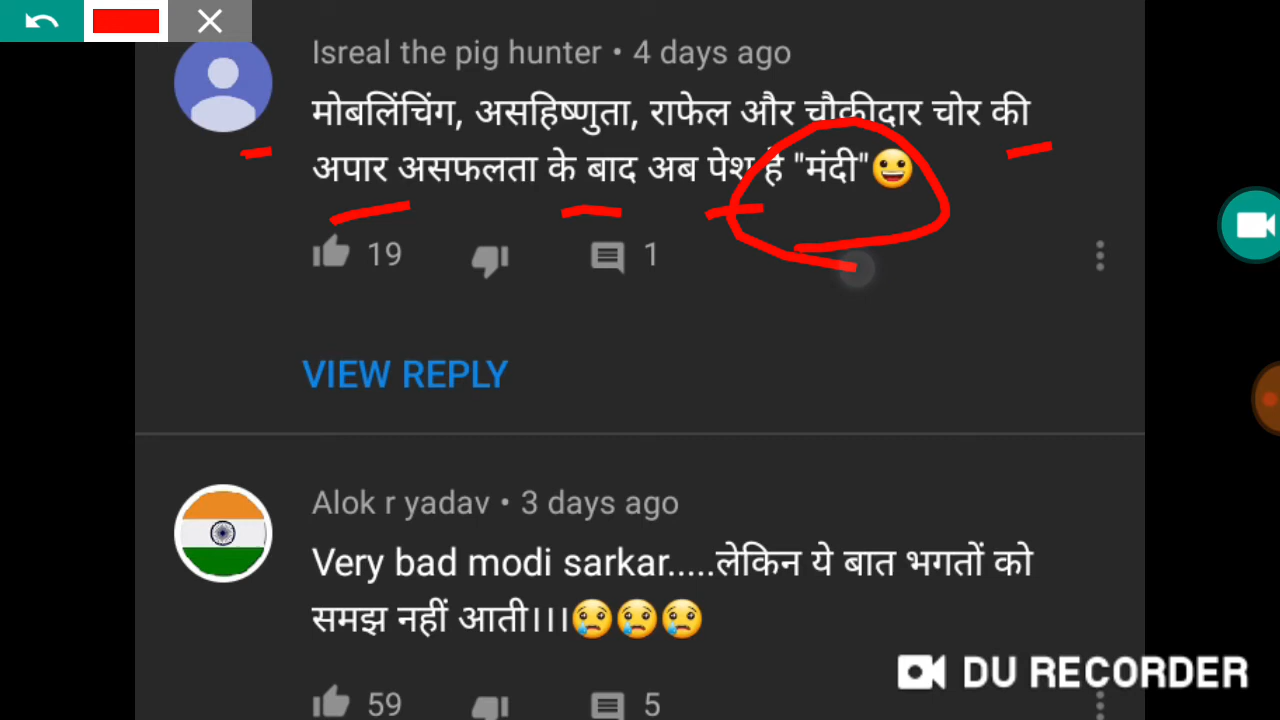 Isreal the pig hunter • 4 days ago
मोबलिंचिंग, असहिष्णुता, राफेल और चौकीदार चोर की
अपार असफलता के बाद अब पेश है "मंदी"😀
19
1
VIEW REPLY
Alok r yadav • 3 days ago
Very bad modi sarkar.....लेकिन ये बात भगतों को
समझ नहीं आती।।।😢😢😢
59
5
DU RECORDER